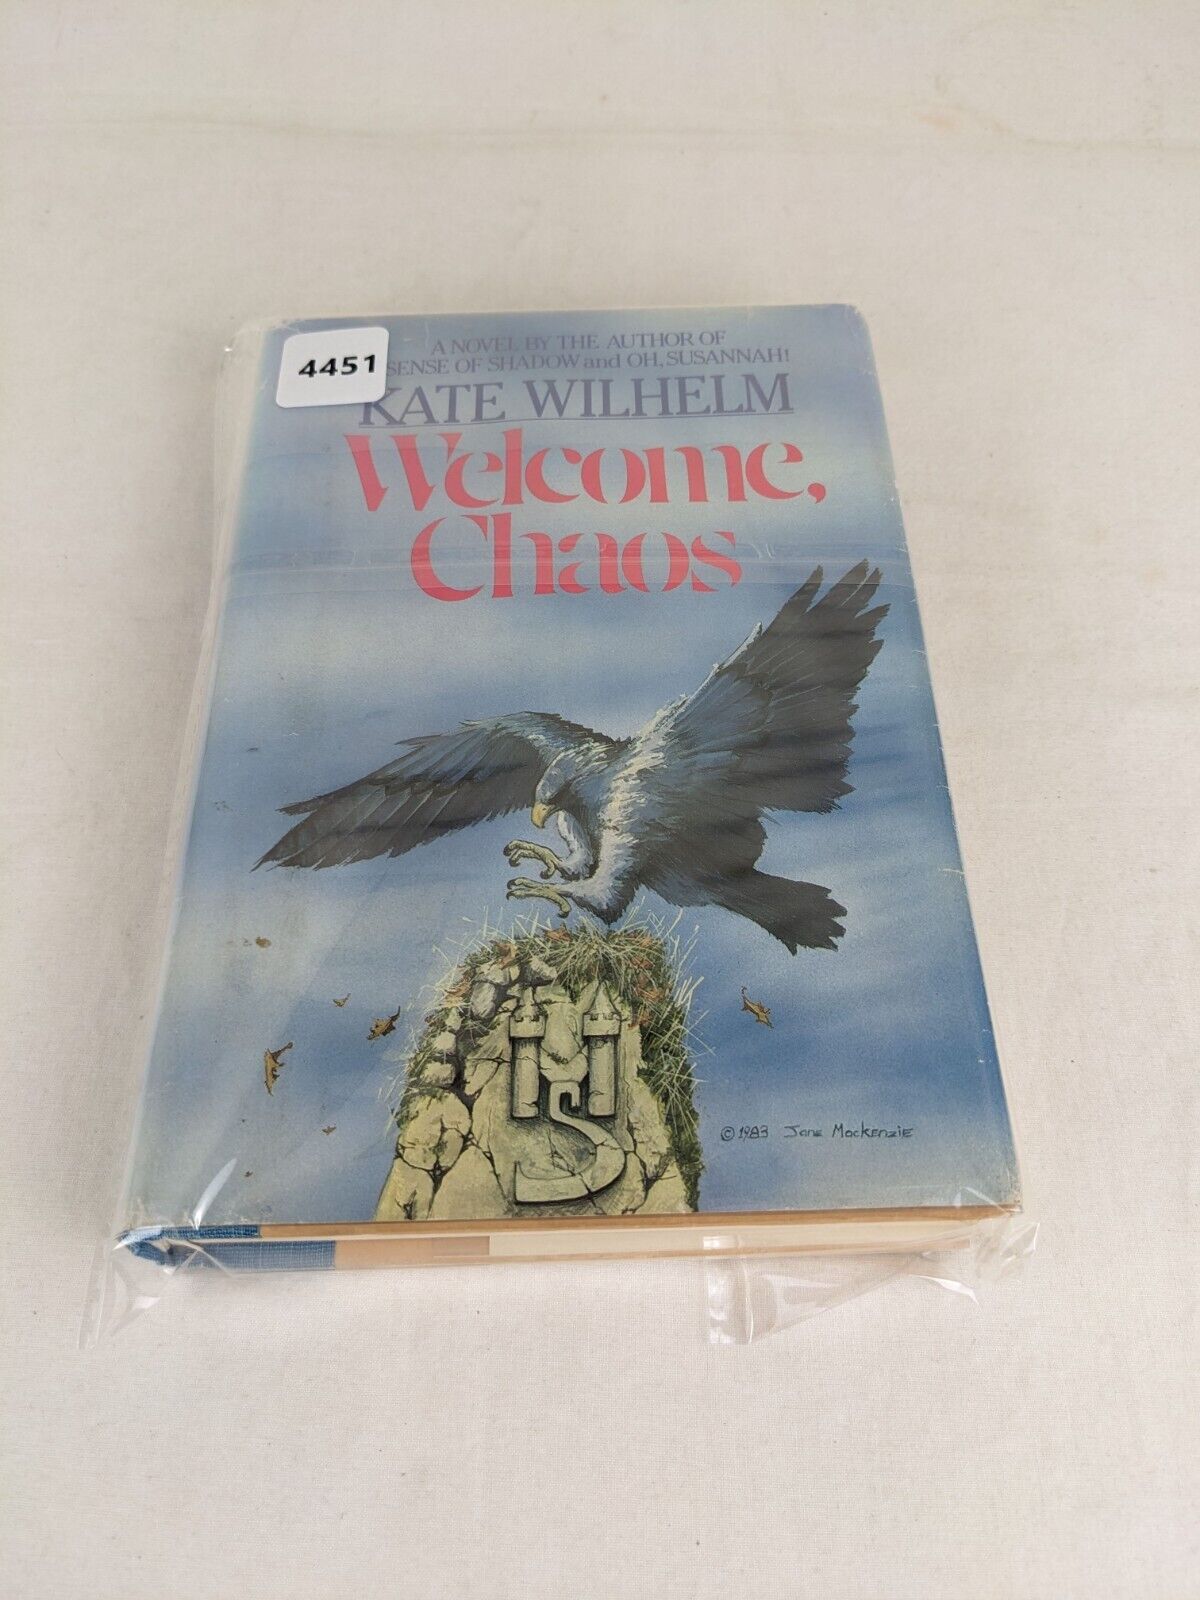 4451
A NOVEL BY THE AUTHOR OF
SENSE OF SHADOW and OH, SUSANNAH!
KATE WILHELM
Welcome,
Chaos
© 1983 Jane Mackenzie